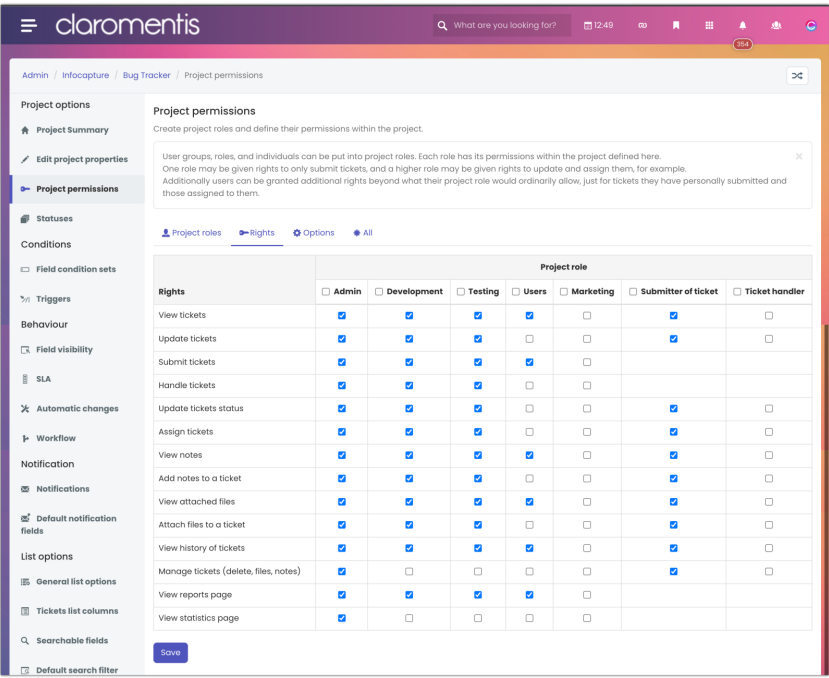 claromentis
What are you looking for?
12:49
354
Admin / Infocapture / Bug Tracker / Project permissions
Project options
Project Summary
Edit project properties
Project permissions
Statuses
Conditions
Field condition sets
Triggers
Behaviour
Field visibility
SLA
Automatic changes
Workflow
Notification
Notifications
Default notification
fields
List options
General list options
Tickets list columns
Searchable fields
Default search filter
Project permissions
Create project roles and define their permissions within the project.
User groups, roles, and individuals can be put into project roles. Each role has its permissions within the project defined here.
One role may be given rights to only submit tickets, and a higher role may be given rights to update and assign them, for example.
Additionally users can be granted additional rights beyond what their project role would ordinarily allow, just for tickets they have personally submitted and
those assigned to them.
Project roles Rights Options All
Project role
Rights Admin Development Testing Users Marketing Submitter of ticket Ticket handler
View tickets
Update tickets
Submit tickets
Handle tickets
Update tickets status
Assign tickets
View notes
Add notes to a ticket
View attached files
Attach files to a ticket
View history of tickets
Manage tickets (delete, files, notes)
View reports page
View statistics page
Save